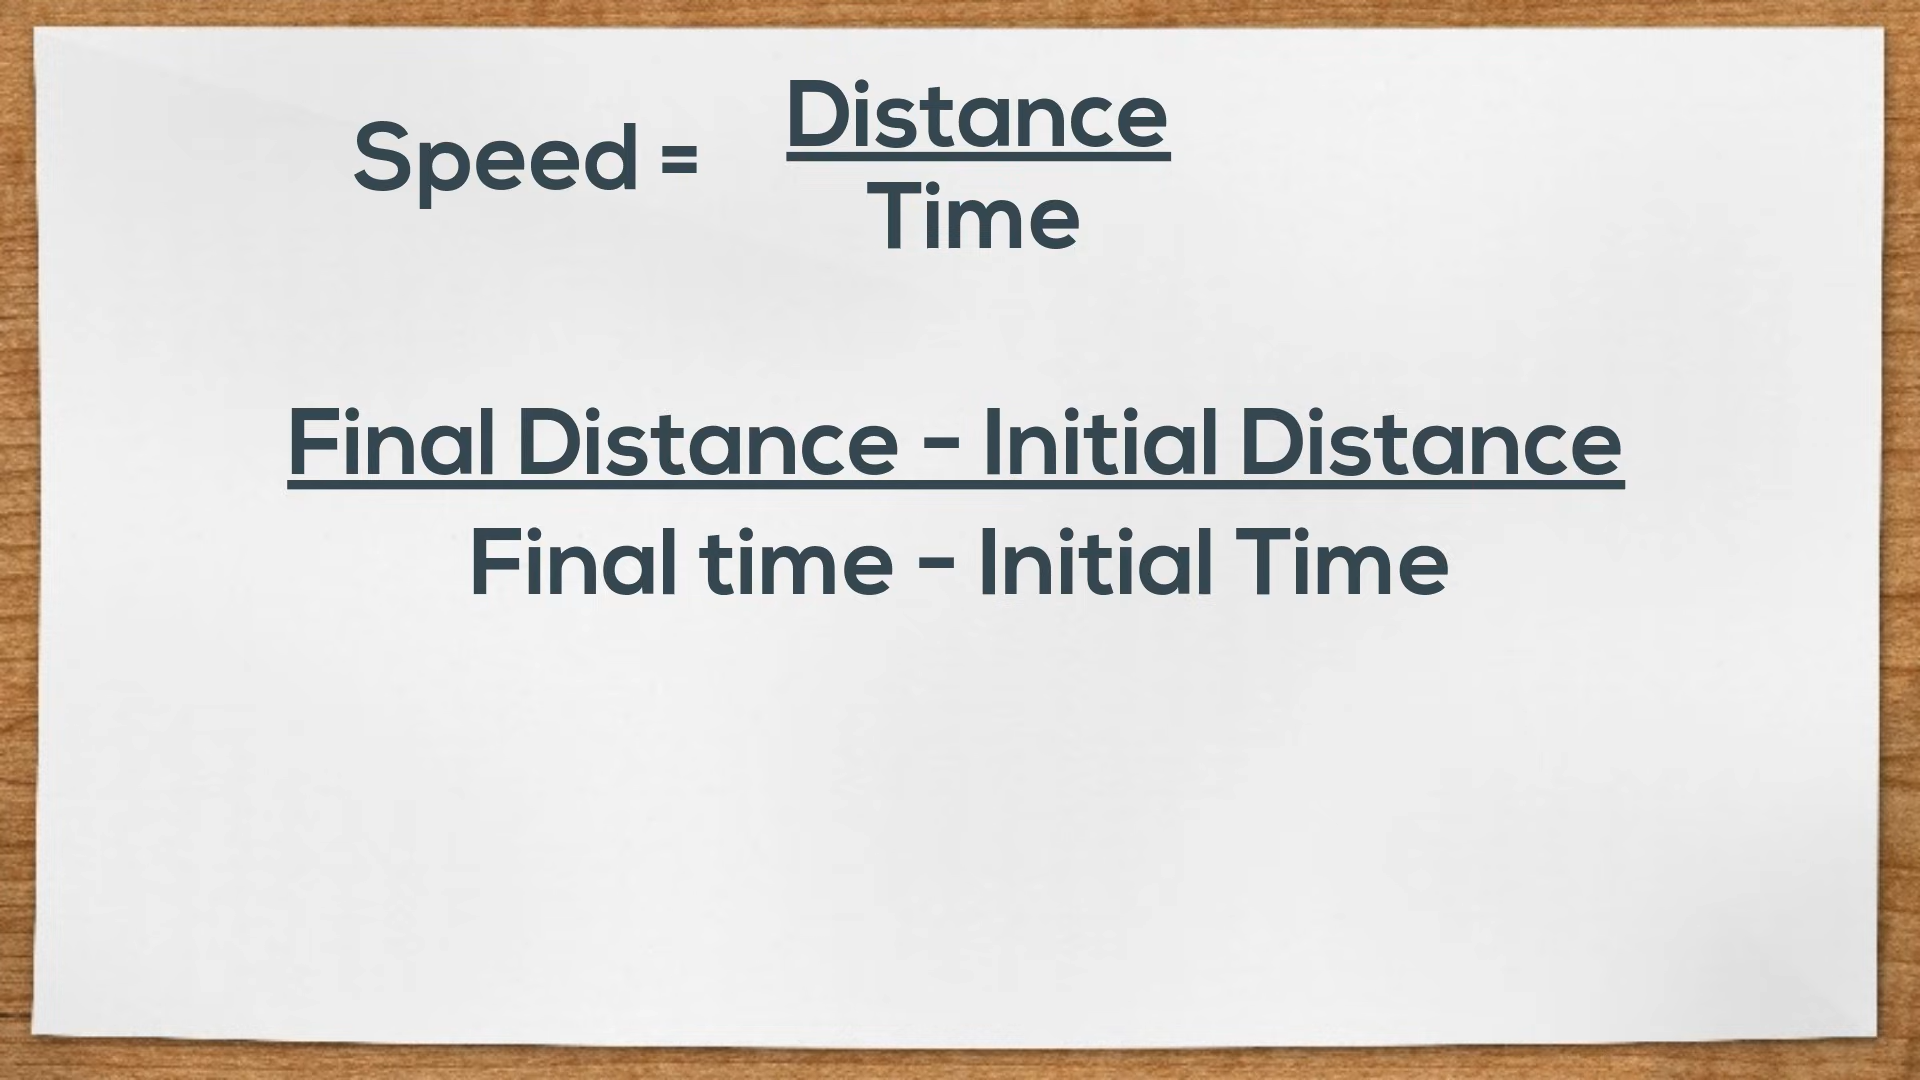 Speed = Distance
Time
Final Distance - Initial Distance
Final time - Initial Time